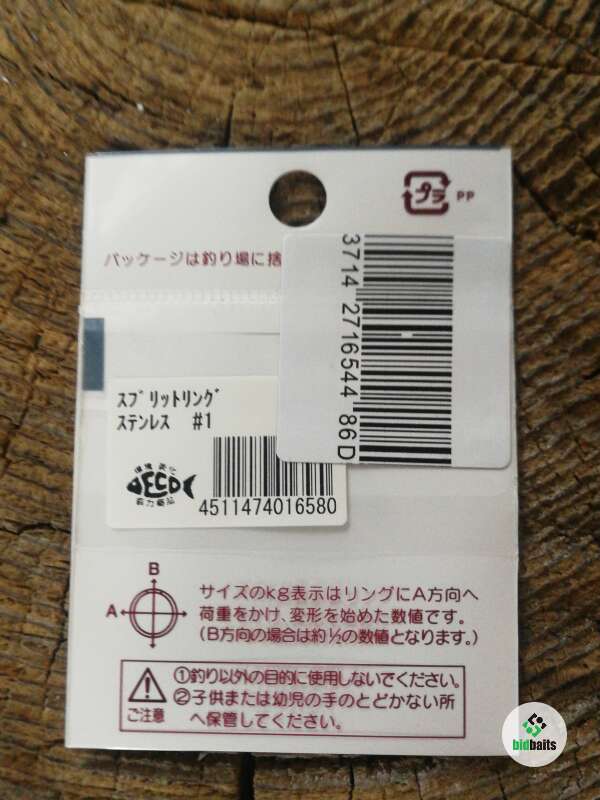 プラ
PP
パッケージは釣り場に捨
3714 2716544 86D
スプリットリング
ステンレス #1
ECO
4511474016580
B
A
サイズのkg表示はリングにA方向へ
荷重をかけ、変形を始めた数値です。
(B方向の場合は約½の数値となります。)
ご注意
①釣り以外の目的に使用しないでください。
②子供または幼児の手のとどかない所
へ保管してください。
bidbaits